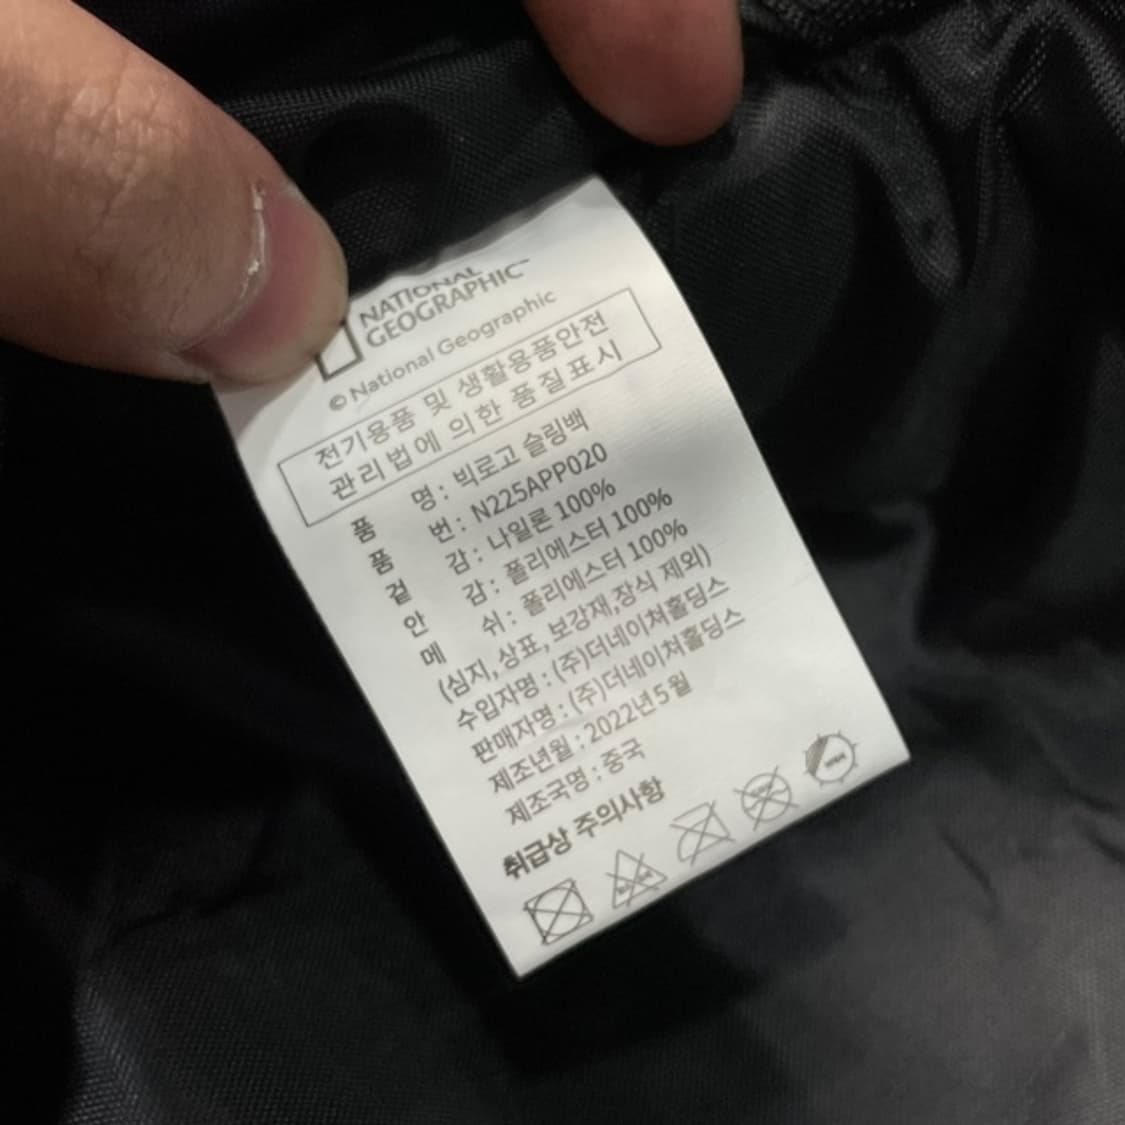 NATIONAL
GEOGRAPHIC™
©National Geographic
전기용품 및 생활용품안전
관리법에 의한 품질표시
품 명 : 빅로고 슬링백
품 번 : N225APP020
겉 감 : 나일론 100%
안 감 : 폴리에스터 100%
메 쉬 : 폴리에스터 100%
(심지, 상표, 보강재,장식 제외)
수입자명 : (주)더네이쳐홀딩스
판매자명 : (주)더네이쳐홀딩스
제조년월 : 2022년 5월
제조국명 : 중국
취급상 주의사항